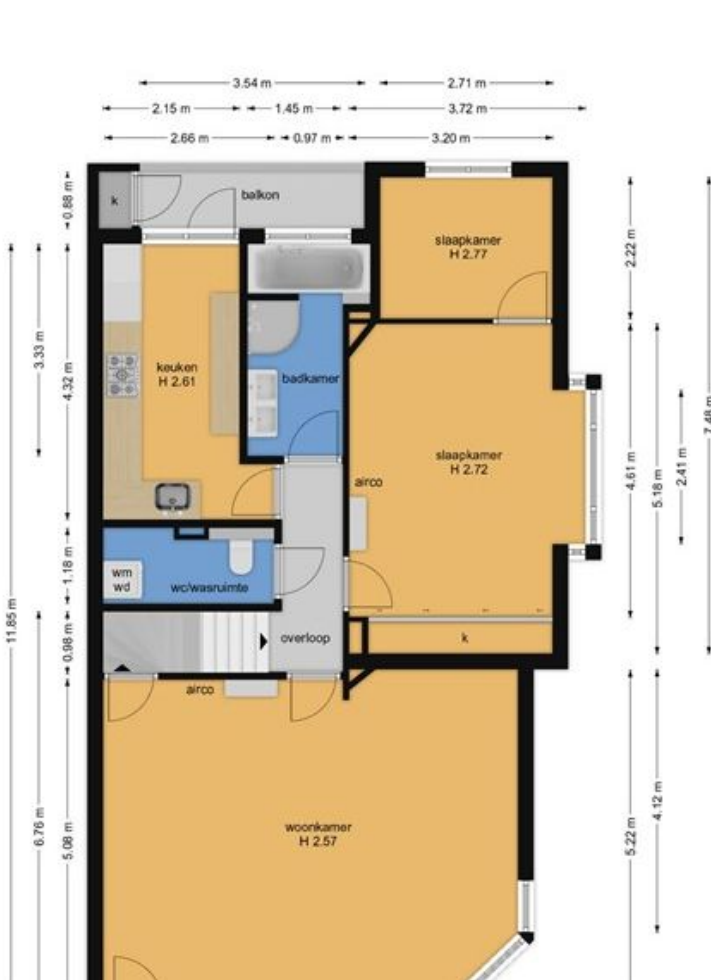 3.54 m
2.71 m
2.15 m
1.45 m
3.72 m
2.66 m
0.97 m
3.20 m
0.88 m
k
balkon
slaapkamer
H 2.77
2.22 m
3.33 m
4.32 m
keuken
H 2.61
badkamer
slaapkamer
H 2.72
airco
4.61 m
5.18 m
2.41 m
7.48 m
1.18 m
wm
wd
wc/wasruimte
11.85 m
0.98 m
overloop
k
airco
woonkamer
H 2.57
6.76 m
5.08 m
5.22 m
4.12 m